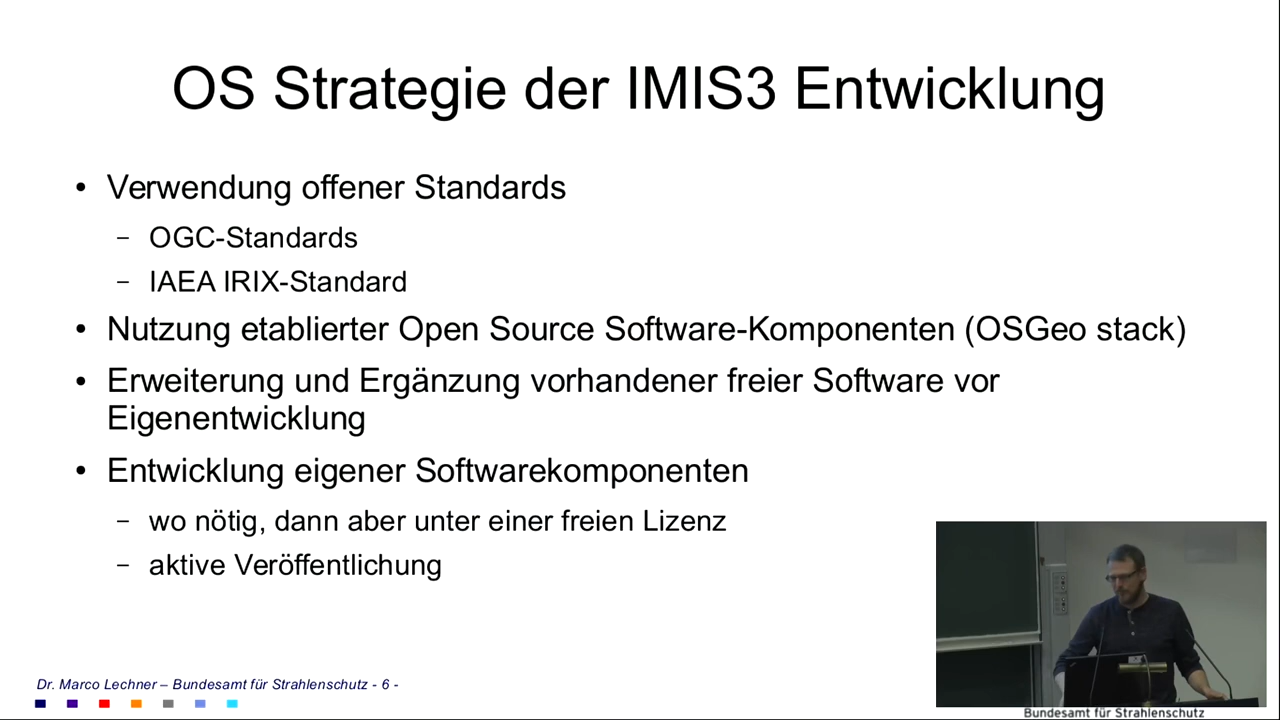 OS Strategie der IMIS3 Entwicklung
• Verwendung offener Standards
– OGC-Standards
– IAEA IRIX-Standard
• Nutzung etablierter Open Source Software-Komponenten (OSGeo stack)
• Erweiterung und Ergänzung vorhandener freier Software vor
Eigenentwicklung
• Entwicklung eigener Softwarekomponenten
– wo nötig, dann aber unter einer freien Lizenz
– aktive Veröffentlichung
Dr. Marco Lechner – Bundesamt für Strahlenschutz - 6 -
Bundesamt für Strahlenschutz